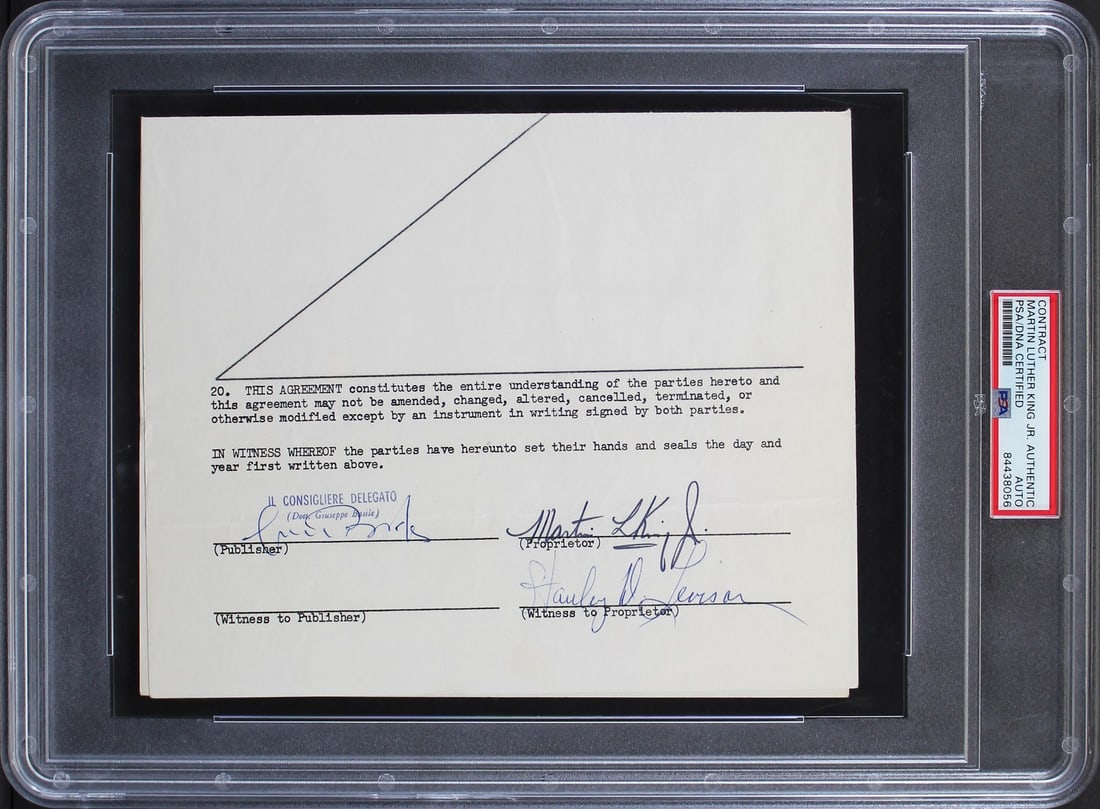 20. THIS AGREEMENT constitutes the entire understanding of the parties hereto and
this agreement may not be amended, changed, altered, cancelled, terminated, or
otherwise modified except by an instrument in writing signed by both parties.
IN WITNESS WHEREOF the parties have hereunto set their hands and seals the day and
year first written above.
IL CONSIGLIERE DELEGATO
(Dott. Giuseppe Basile)
(Publisher)
Martin L King Jr.
(Proprietor)
Stanley D. Levison
(Witness to Publisher)
(Witness to Proprietor)
CONTRACT
MARTIN LUTHER KING JR. AUTHENTIC
PSA/DNA CERTIFIED AUTO
PSA 84438056